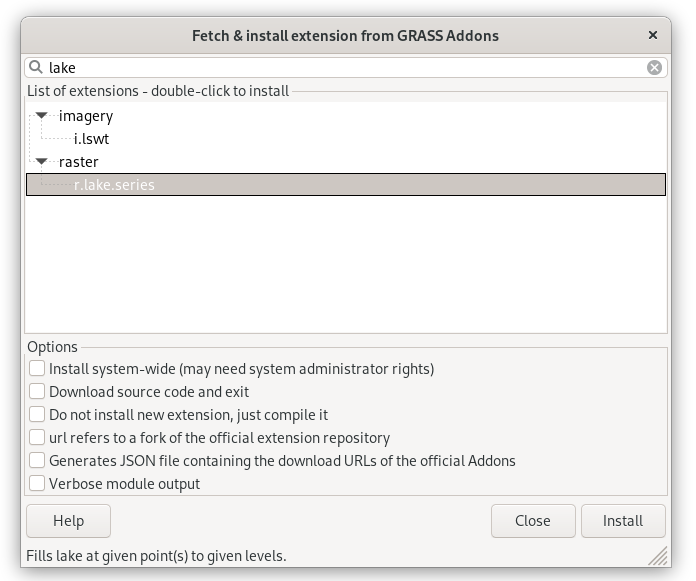 Fetch & install extension from GRASS Addons
lake
List of extensions - double-click to install
imagery
i.lswt
raster
r.lake.series
Options
Install system-wide (may need system administrator rights)
Download source code and exit
Do not install new extension, just compile it
url refers to a fork of the official extension repository
Generates JSON file containing the download URLs of the official Addons
Verbose module output
Help Close Install
Fills lake at given point(s) to given levels.